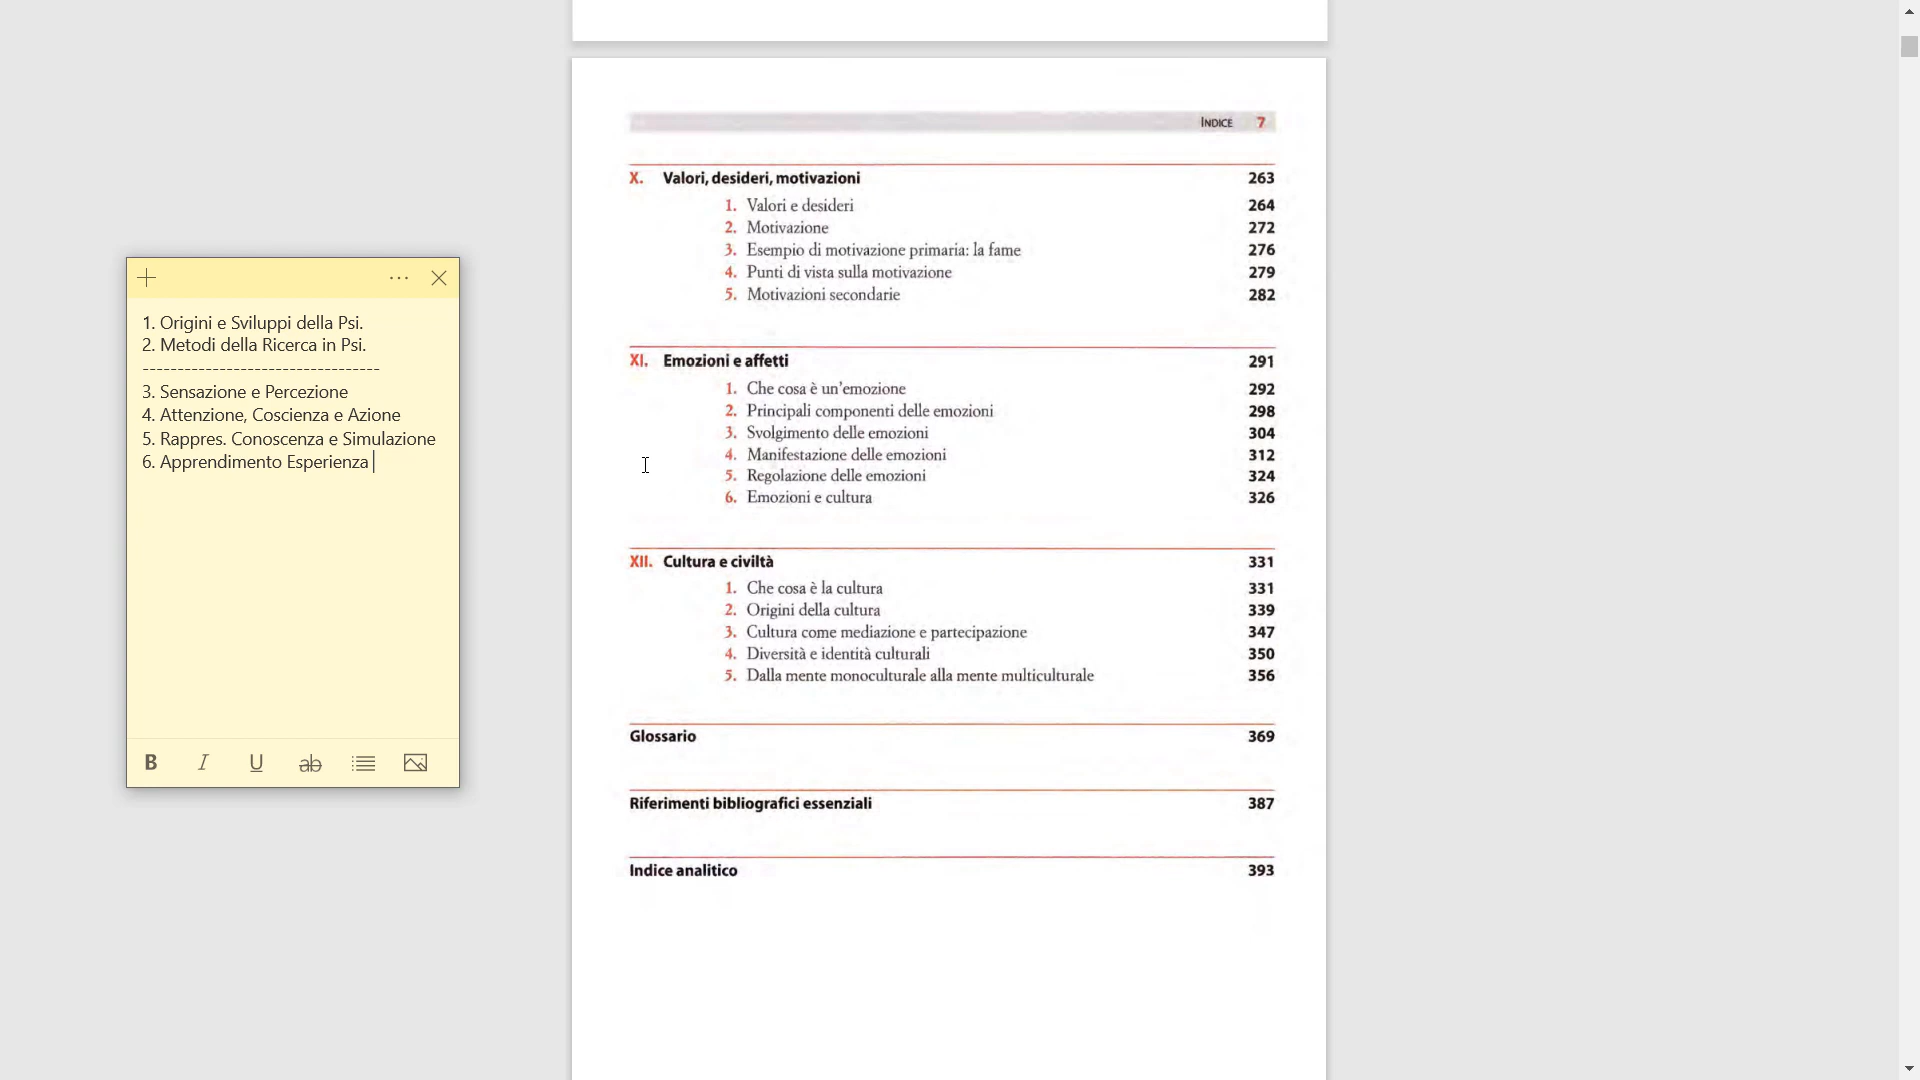 1. Origini e Sviluppi della Psi.
2. Metodi della Ricerca in Psi.
----------------------------------
3. Sensazione e Percezione
4. Attenzione, Coscienza e Azione
5. Rappres. Conoscenza e Simulazione
6. Apprendimento Esperienza
B I U ab
INDICE 7
X. Valori, desideri, motivazioni 263
1. Valori e desideri 264
2. Motivazione 272
3. Esempio di motivazione primaria: la fame 276
4. Punti di vista sulla motivazione 279
5. Motivazioni secondarie 282
XI. Emozioni e affetti 291
1. Che cosa è un'emozione 292
2. Principali componenti delle emozioni 298
3. Svolgimento delle emozioni 304
4. Manifestazione delle emozioni 312
5. Regolazione delle emozioni 324
6. Emozioni e cultura 326
XII. Cultura e civiltà 331
1. Che cosa è la cultura 331
2. Origini della cultura 339
3. Cultura come mediazione e partecipazione 347
4. Diversità e identità culturali 350
5. Dalla mente monoculturale alla mente multiculturale 356
Glossario 369
Riferimenti bibliografici essenziali 387
Indice analitico 393